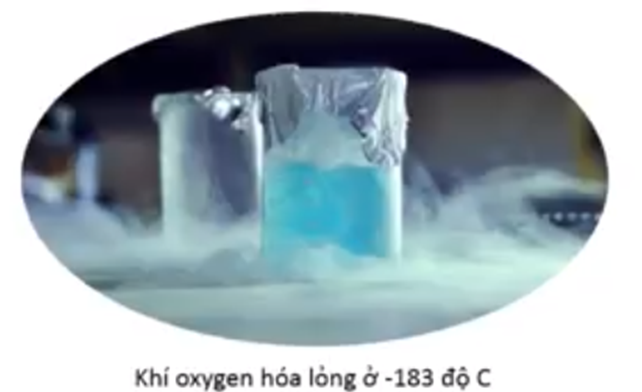 Khí oxygen hóa lỏng ở -183 độ C